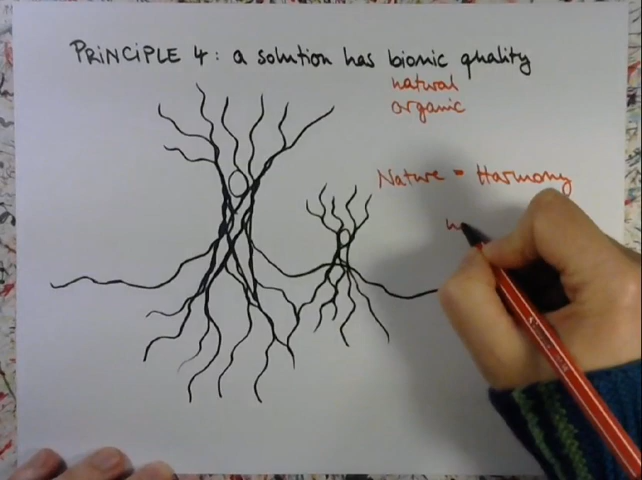 PRINCIPLE 4: a solution has bionic quality
natural
organic
Nature = Harmony